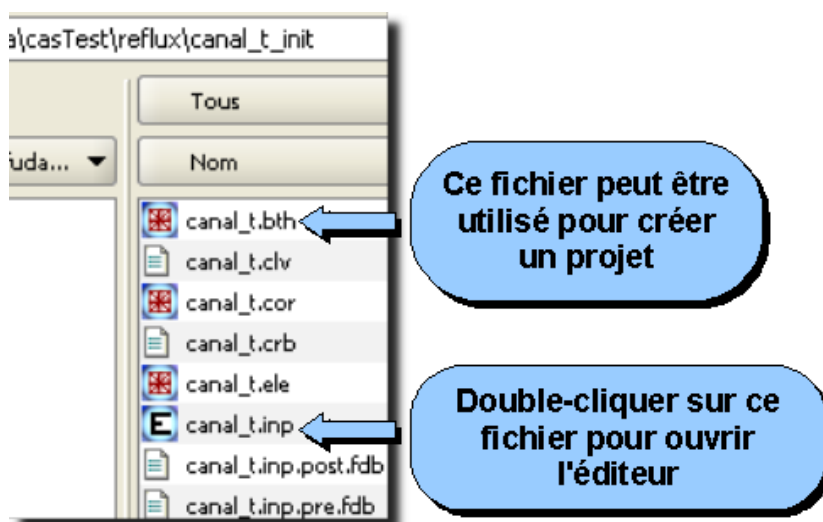 a\casTest\reflux\canal_t_init
Tous
uda...
Nom
canal_t.bth
canal_t.clv
canal_t.cor
canal_t.crb
canal_t.ele
E canal_t.inp
canal_t.inp.post.fdb
canal_t.inp.pre.fdb
Ce fichier peut être
utilisé pour créer
un projet
Double-cliquer sur ce
fichier pour ouvrir
l'éditeur